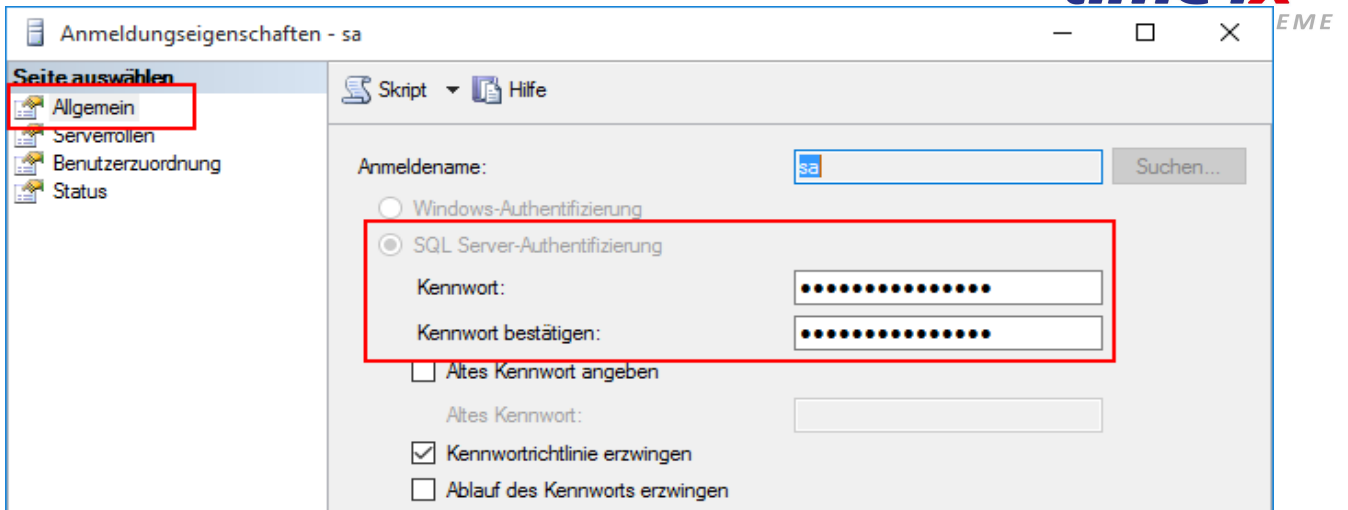 EME
Anmeldungseigenschaften - sa
Seite auswählen
Allgemein
Serverrollen
Benutzerzuordnung
Status
Skript
Hilfe
Anmeldename:
sa
Suchen...
Windows-Authentifizierung
SQL Server-Authentifizierung
Kennwort:
●●●●●●●●●●●●●●●
Kennwort bestätigen:
●●●●●●●●●●●●●●●
Altes Kennwort angeben
Altes Kennwort:
Kennwortrichtlinie erzwingen
Ablauf des Kennworts erzwingen